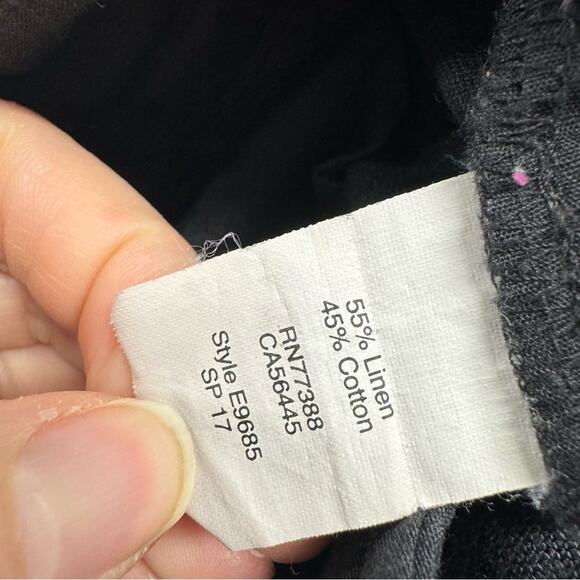 55% Linen
45% Cotton
RN77388
CA56445
Style E9685
SP 17